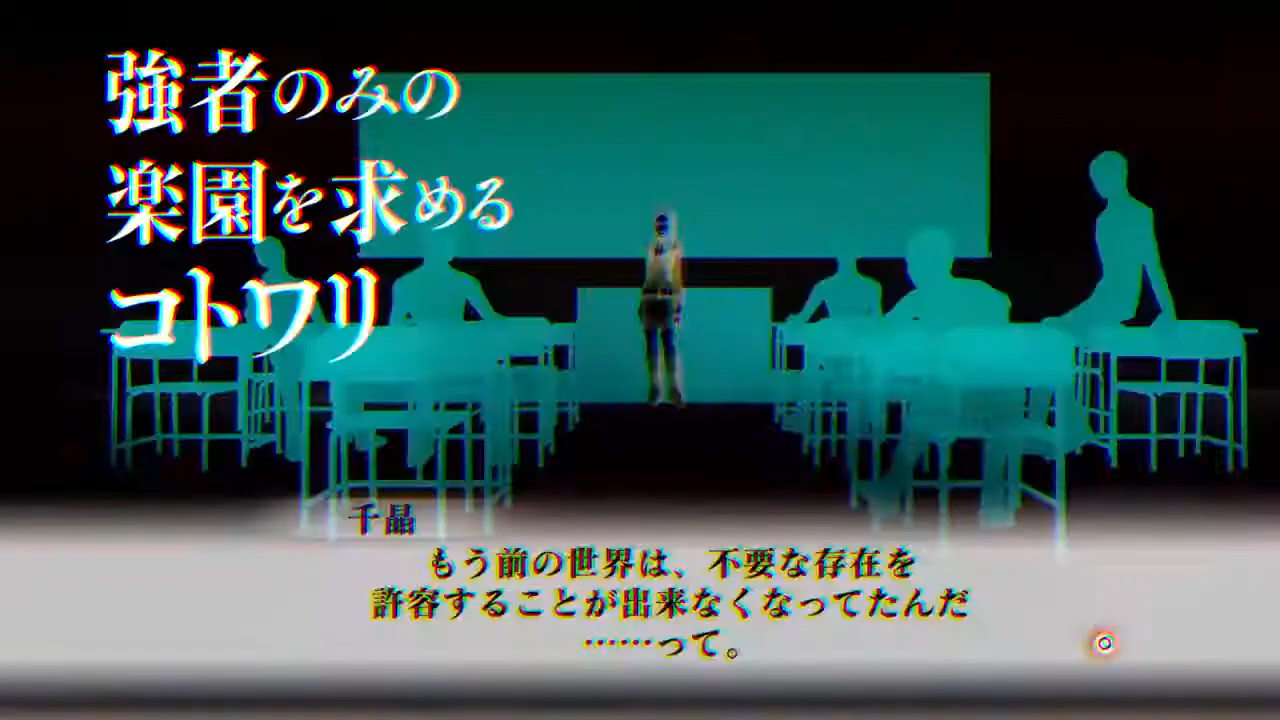 強者のみの
楽園を求める
コトワリ
千晶
もう前の世界は、不要な存在を
許容することが出来なくなってたんだ
……って。